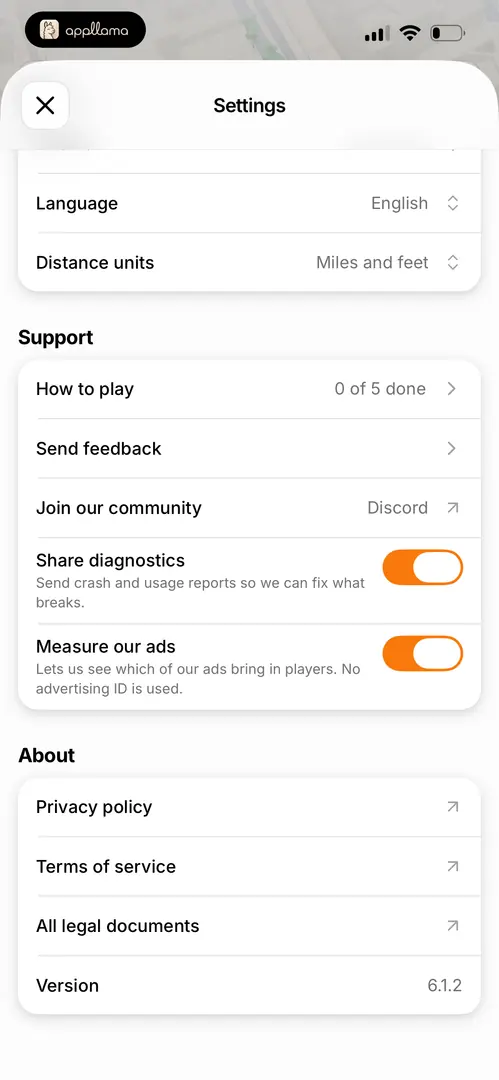 appllama
Settings
Language
English
Distance units
Miles and feet
Support
How to play
0 of 5 done
Send feedback
Join our community
Discord
Share diagnostics
Send crash and usage reports so we can fix what
breaks.
Measure our ads
Lets us see which of our ads bring in players. No
advertising ID is used.
About
Privacy policy
Terms of service
All legal documents
Version
6.1.2